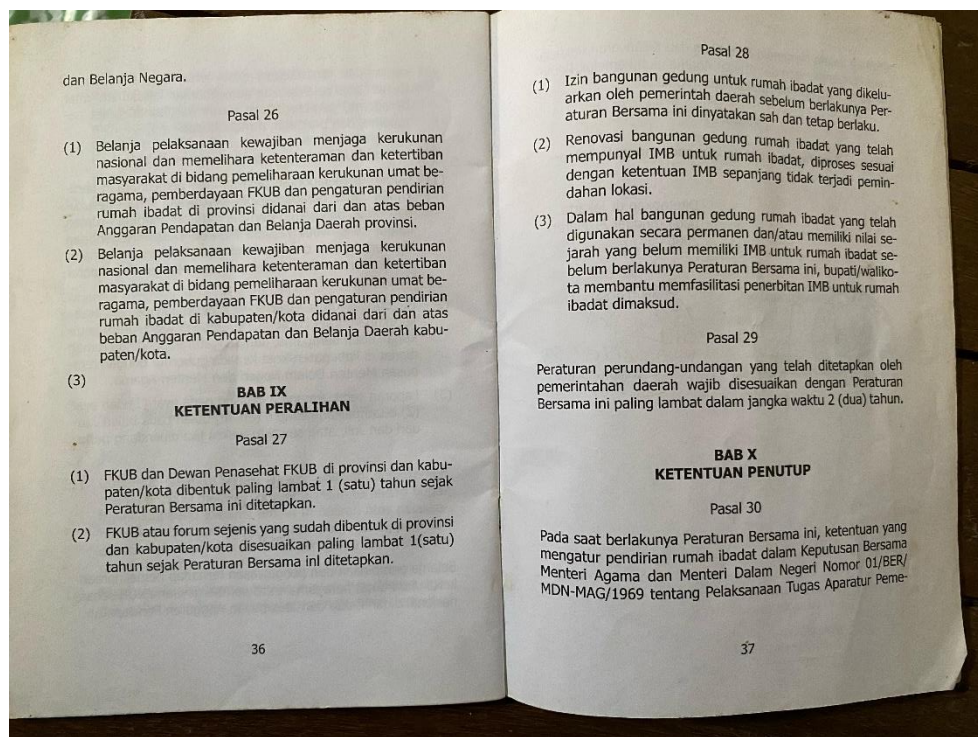 dan Belanja Negara.
Pasal 26
(1) Belanja pelaksanaan kewajiban menjaga kerukunan
nasional dan memelihara ketenteraman dan ketertiban
masyarakat di bidang pemeliharaan kerukunan umat be-
ragama, pemberdayaan FKUB dan pengaturan pendirian
rumah ibadat di provinsi didanai dari dan atas beban
Anggaran Pendapatan dan Belanja Daerah provinsi.
(2) Belanja pelaksanaan kewajiban menjaga kerukunan
nasional dan memelihara ketenteraman dan ketertiban
masyarakat di bidang pemeliharaan kerukunan umat be-
ragama, pemberdayaan FKUB dan pengaturan pendirian
rumah ibadat di kabupaten/kota didanai dari dan atas
beban Anggaran Pendapatan dan Belanja Daerah kabu-
paten/kota.
(3)
BAB IX
KETENTUAN PERALIHAN
Pasal 27
(1) FKUB dan Dewan Penasehat FKUB di provinsi dan kabu-
paten/kota dibentuk paling lambat 1 (satu) tahun sejak
Peraturan Bersama ini ditetapkan.
(2) FKUB atau forum sejenis yang sudah dibentuk di provinsi
dan kabupaten/kota disesuaikan paling lambat 1(satu)
tahun sejak Peraturan Bersama inl ditetapkan.
36
Pasal 28
(1) Izin bangunan gedung untuk rumah ibadat yang dikelu-
arkan oleh pemerintah daerah sebelum berlakunya Per-
aturan Bersama ini dinyatakan sah dan tetap berlaku.
(2) Renovasi bangunan gedung rumah ibadat yang telah
mempunyal IMB untuk rumah ibadat, diproses sesuai
dengan ketentuan IMB sepanjang tidak terjadi pemin-
dahan lokasi.
(3) Dalam hal bangunan gedung rumah ibadat yang telah
digunakan secara permanen dan/atau memiliki nilai se-
jarah yang belum memiliki IMB untuk rumah ibadat se-
belum berlakunya Peraturan Bersama ini, bupati/waliko-
ta membantu memfasilitasi penerbitan IMB untuk rumah
ibadat dimaksud.
Pasal 29
Peraturan perundang-undangan yang telah ditetapkan oleh
pemerintahan daerah wajib disesuaikan dengan Peraturan
Bersama ini paling lambat dalam jangka waktu 2 (dua) tahun.
BAB X
KETENTUAN PENUTUP
Pasal 30
Pada saat berlakunya Peraturan Bersama ini, ketentuan yang
mengatur pendirian rumah ibadat dalam Keputusan Bersama
Menteri Agama dan Menteri Dalam Negeri Nomor 01/BER/
MDN-MAG/1969 tentang Pelaksanaan Tugas Aparatur Peme-
37